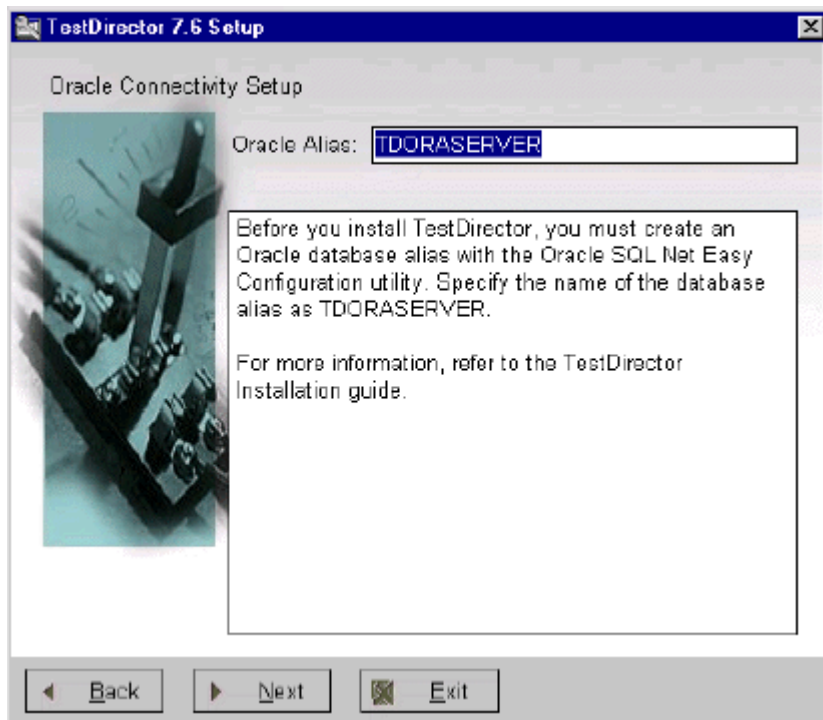 TestDirector 7.6 Setup
Oracle Connectivity Setup
Oracle Alias: TDORASERVER
Before you install TestDirector, you must create an
Oracle database alias with the Oracle SQL Net Easy
Configuration utility. Specify the name of the database
alias as TDORASERVER.
For more information, refer to the TestDirector
Installation guide.
Back Next Exit